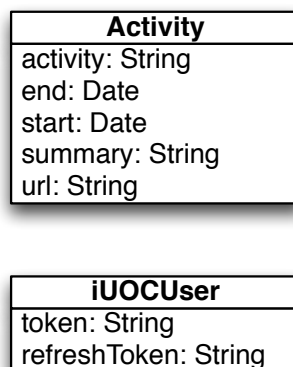 Activity
activity: String
end: Date
start: Date
summary: String
url: String
iUOCUser
token: String
refreshToken: String